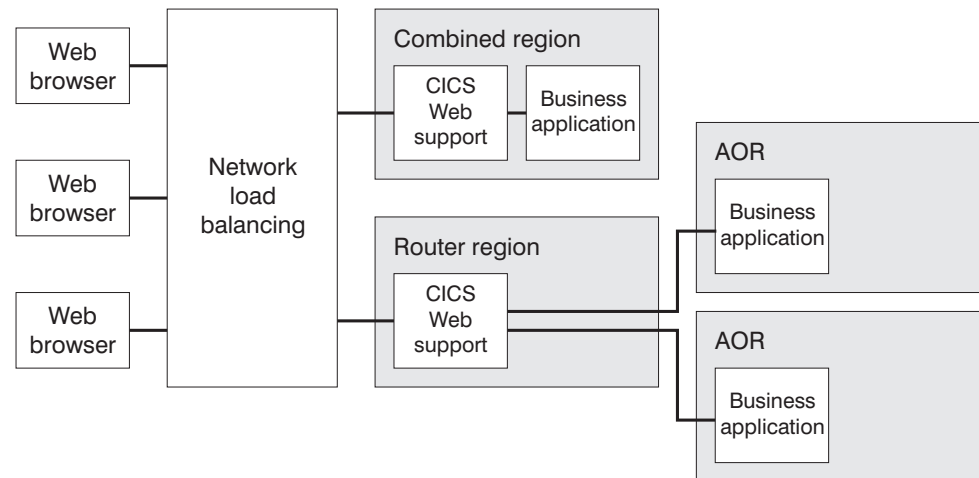 Web
browser
Web
browser
Web
browser
Network
load
balancing
Combined region
CICS
Web
support
Business
application
Router region
CICS
Web
support
AOR
Business
application
AOR
Business
application